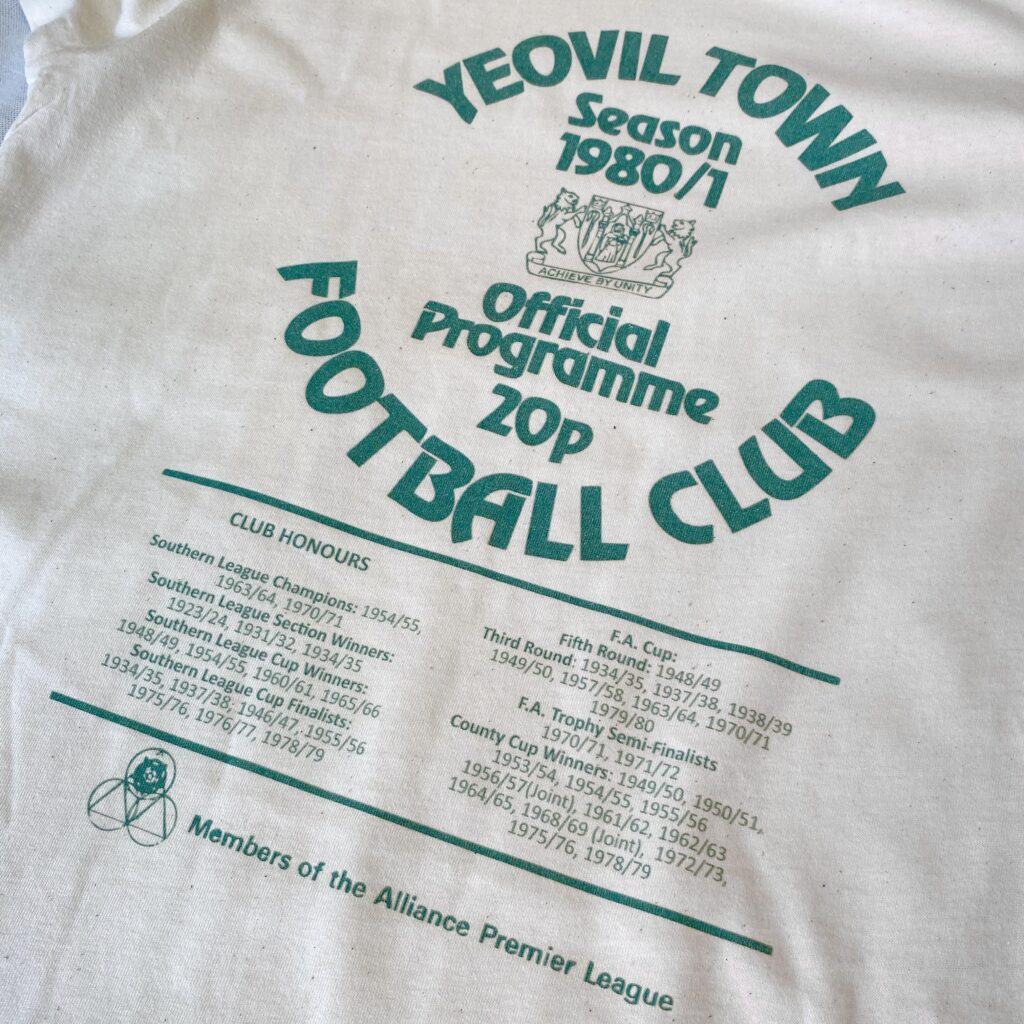 YEOVIL TOWN
Season
1980/1
ACHIEVE BY UNITY
Official
Programme
20p
FOOTBALL CLUB
CLUB HONOURS
Southern League Champions: 1954/55,
1963/64, 1970/71
Southern League Section Winners:
1923/24, 1931/32, 1934/35
Southern League Cup Winners:
1948/49, 1954/55, 1960/61, 1965/66
Southern League Cup Finalists:
1934/35, 1937/38, 1946/47, 1955/56
1975/76, 1976/77, 1978/79
F.A. Cup:
Fifth Round: 1948/49
Third Round: 1934/35, 1937/38, 1938/39
1949/50, 1957/58, 1963/64, 1970/71
1979/80
F.A. Trophy Semi-Finalists
1970/71, 1971/72
County Cup Winners: 1949/50, 1950/51,
1953/54, 1954/55, 1955/56
1956/57(Joint), 1961/62, 1962/63
1964/65, 1968/69 (Joint), 1972/73,
1975/76, 1978/79
Members of the Alliance Premier League